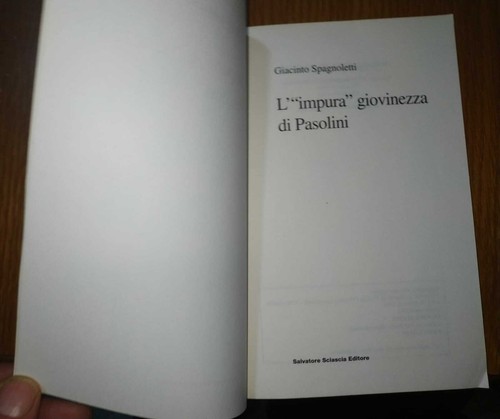 Giacinto Spagnoletti
L'“impura” giovinezza
di Pasolini
Salvatore Sciascia Editore